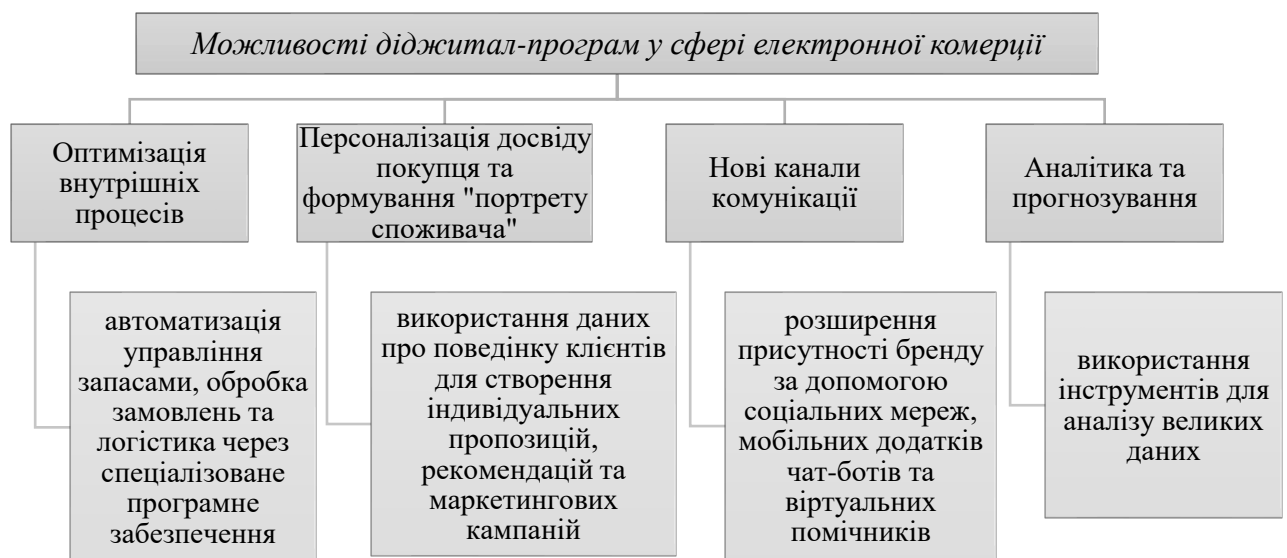 Можливості діджитал-програм у сфері електронної комерції
Оптимізація
внутрішніх
процесів
Персоналізація досвіду
покупця та
формування "портрету
споживача"
Нові канали
комунікації
Аналітика та
прогнозування
автоматизація
управління
запасами, обробка
замовлень та
логістика через
спеціалізоване
програмне
забезпечення
використання даних
про поведінку клієнтів
для створення
індивідуальних
пропозицій,
рекомендацій та
маркетингових
кампаній
розширення
присутності бренду
за допомогою
соціальних мереж,
мобільних додатків
чат-ботів та
віртуальних
помічників
використання
інструментів для
аналізу великих
даних